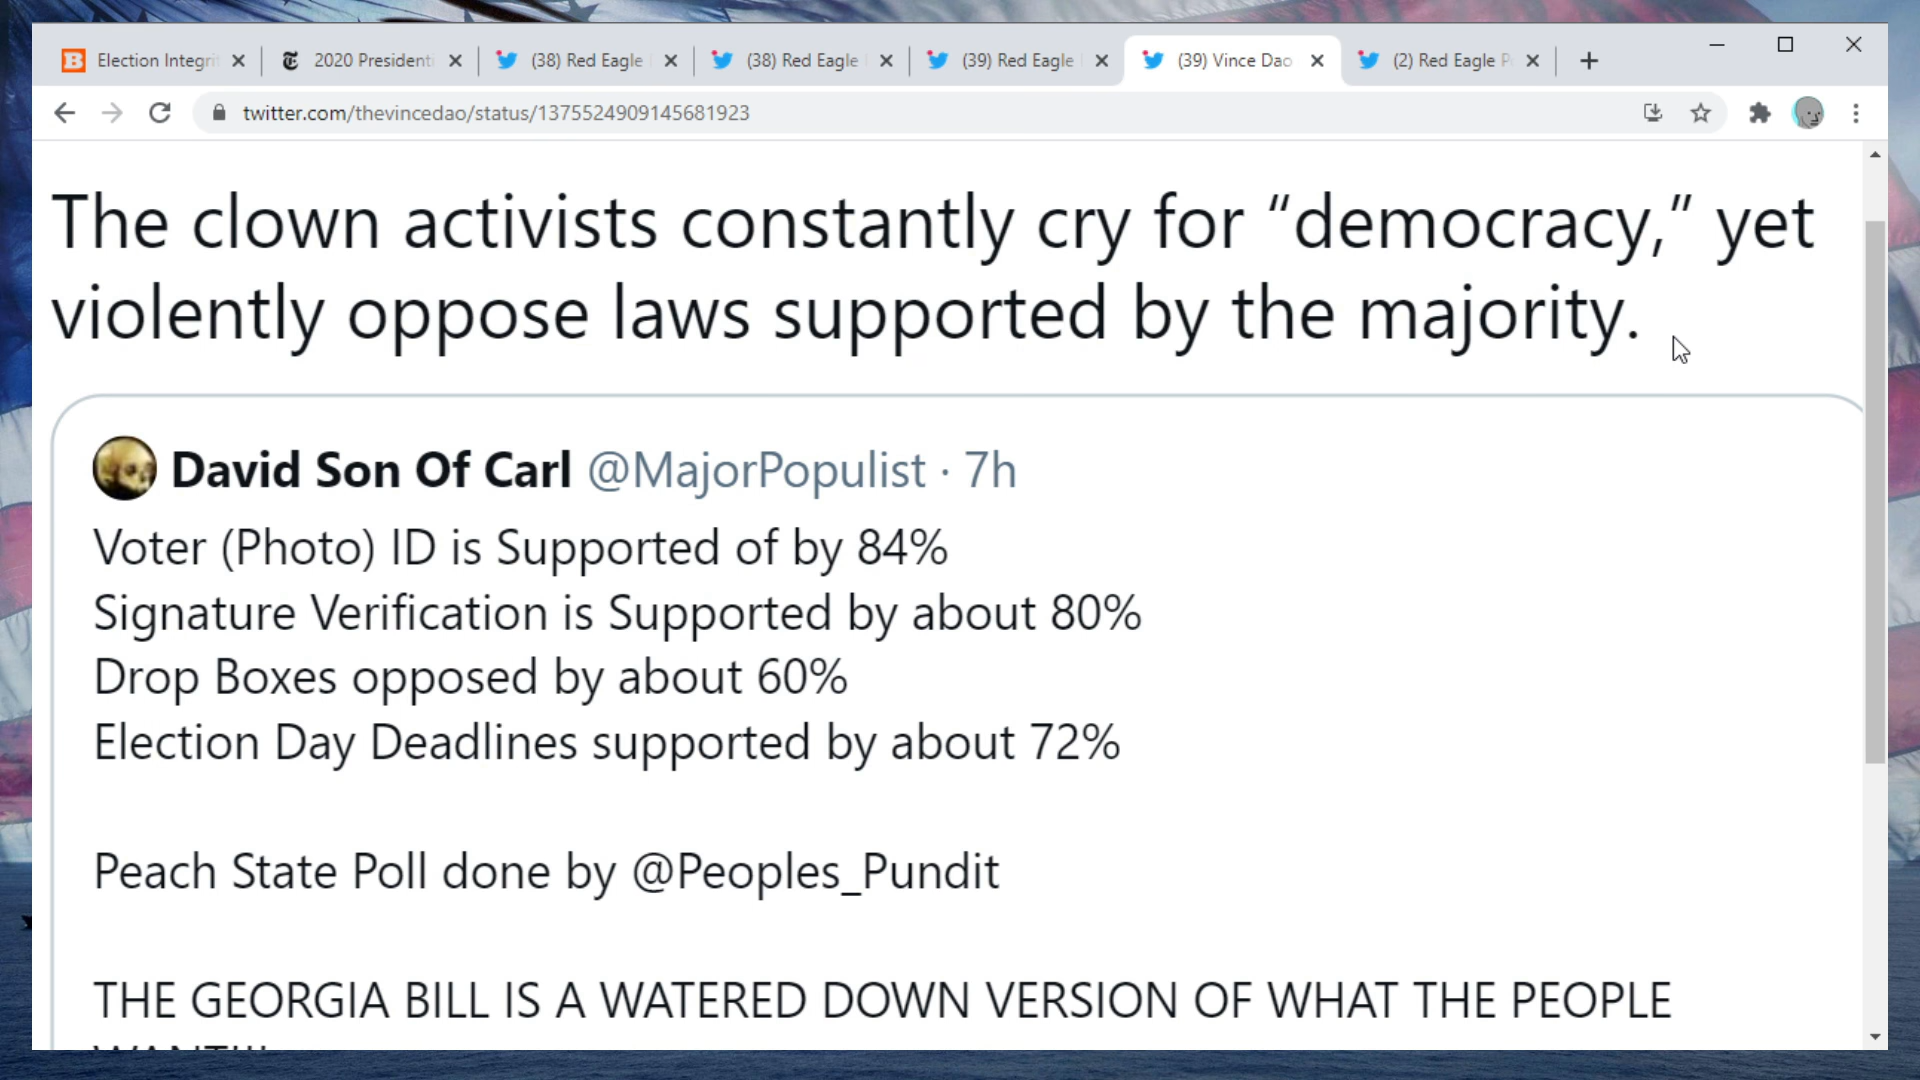 Election Integri
2020 Presidenti
(38) Red Eagle
(38) Red Eagle
(39) Red Eagle
(39) Vince Dao
(2) Red Eagle P
twitter.com/thevincedao/status/1375524909145681923
The clown activists constantly cry for “democracy,” yet
violently oppose laws supported by the majority.
David Son Of Carl @MajorPopulist · 7h
Voter (Photo) ID is Supported of by 84%
Signature Verification is Supported by about 80%
Drop Boxes opposed by about 60%
Election Day Deadlines supported by about 72%
Peach State Poll done by @Peoples_Pundit
THE GEORGIA BILL IS A WATERED DOWN VERSION OF WHAT THE PEOPLE